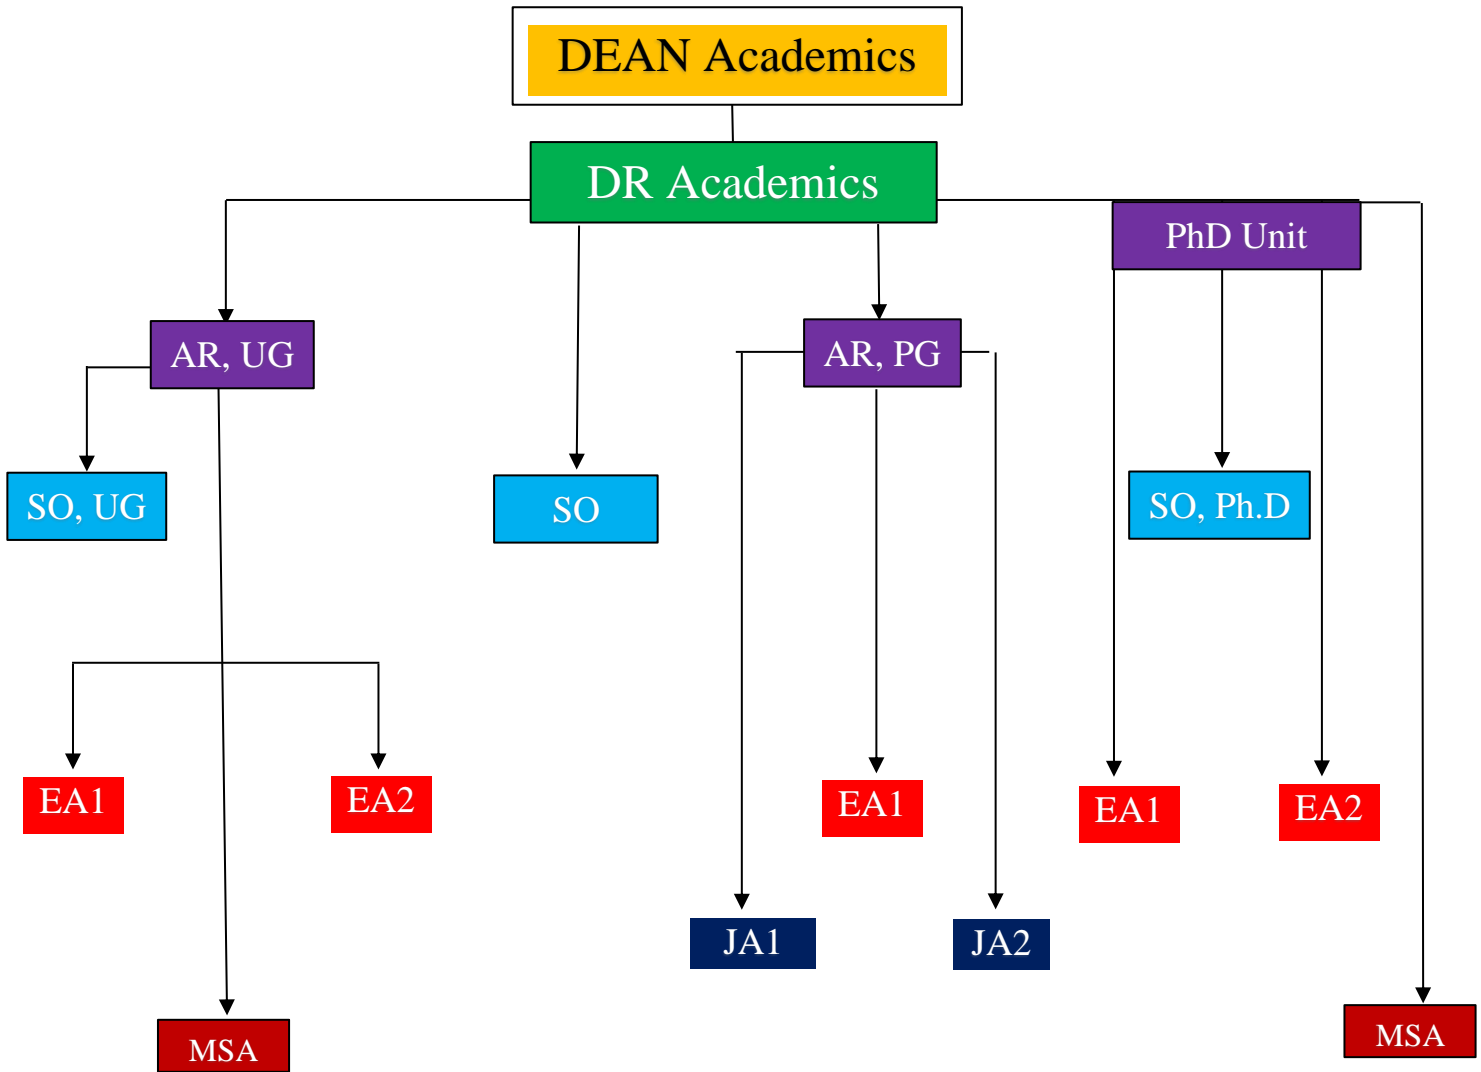 DEAN Academics
DR Academics
PhD Unit
AR, UG
AR, PG
SO, UG
SO
SO, Ph.D
EA1
EA2
EA1
EA1
EA2
JA1
JA2
MSA
MSA